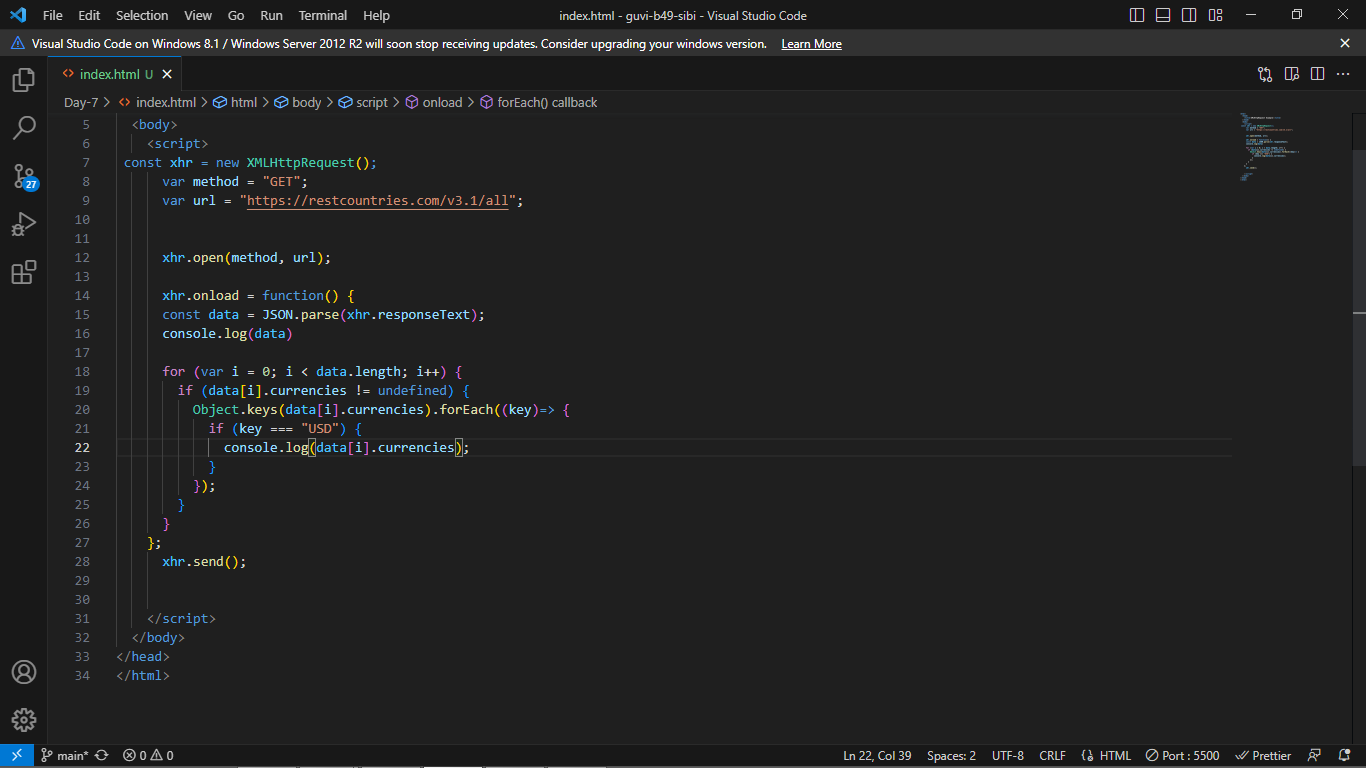 File Edit Selection View Go Run Terminal Help index.html - guvi-b49-sibi - Visual Studio Code
Visual Studio Code on Windows 8.1 / Windows Server 2012 R2 will soon stop receiving updates. Consider upgrading your windows version. Learn More
index.html U
Day-7 > index.html > html > body > script > onload > forEach() callback
5 <body>
6 <script>
7 const xhr = new XMLHttpRequest();
8 var method = "GET";
9 var url = "https://restcountries.com/v3.1/all";
10
11
12 xhr.open(method, url);
13
14 xhr.onload = function() {
15 const data = JSON.parse(xhr.responseText);
16 console.log(data)
17
18 for (var i = 0; i < data.length; i++) {
19 if (data[i].currencies != undefined) {
20 Object.keys(data[i].currencies).forEach((key)=> {
21 if (key === "USD") {
22 console.log(data[i].currencies);
23 }
24 });
25 }
26 }
27 };
28 xhr.send();
29
30
31 </script>
32 </body>
33 </head>
34 </html>
27
main* 0 0 Ln 22, Col 39 Spaces: 2 UTF-8 CRLF HTML Port : 5500 Prettier